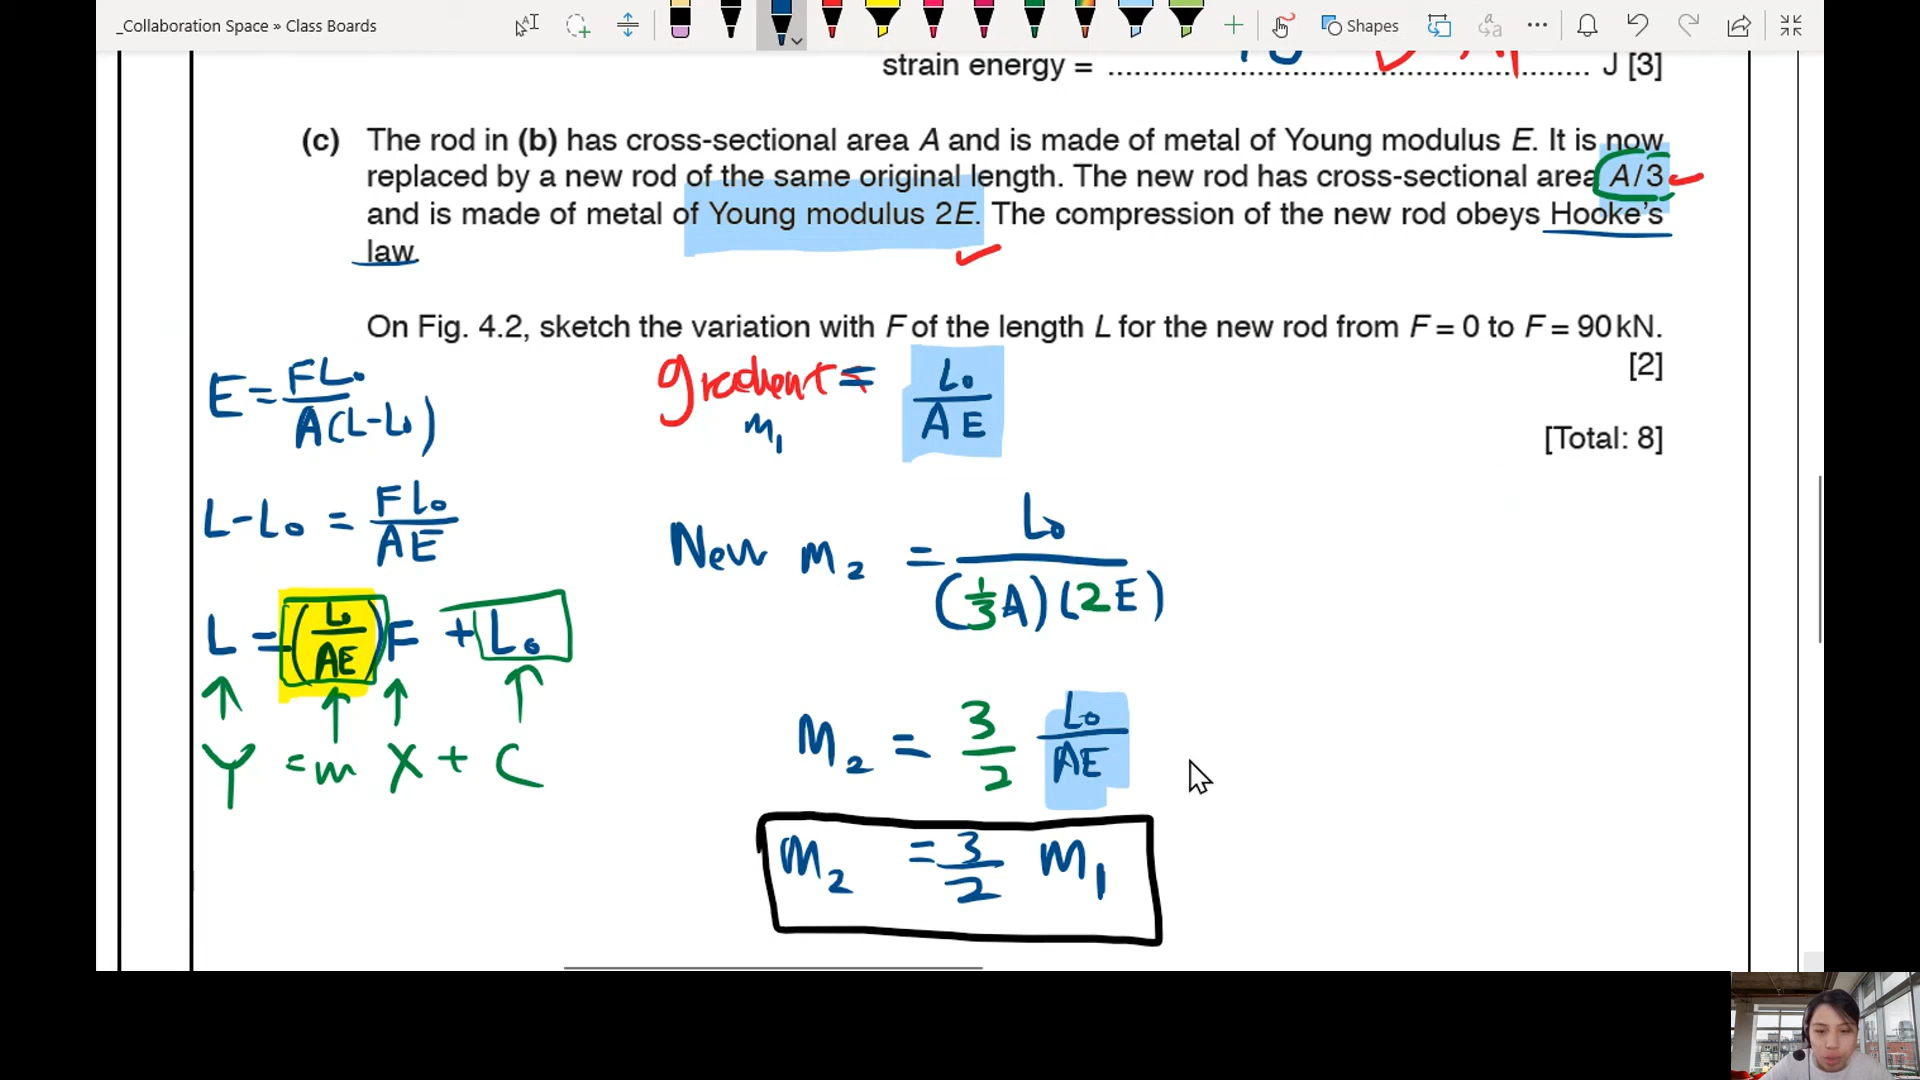 _Collaboration Space » Class Boards
Shapes
strain energy = ........................................................ J [3]
(c) The rod in (b) has cross-sectional area A and is made of metal of Young modulus E. It is now
replaced by a new rod of the same original length. The new rod has cross-sectional area A/3
and is made of metal of Young modulus 2E. The compression of the new rod obeys Hooke's
law.
On Fig. 4.2, sketch the variation with F of the length L for the new rod from F = 0 to F = 90 kN.
[2]
[Total: 8]
E = FL₀ / A(L-L₀)
L-L₀ = FL₀ / AE
L = (L₀ / AE) F + L₀
Y = m X + C
gradient = L₀ / AE
m₁
New m₂ = L₀ / (⅓A)(2E)
m₂ = 3/2 L₀/AE
m₂ = 3/2 m₁